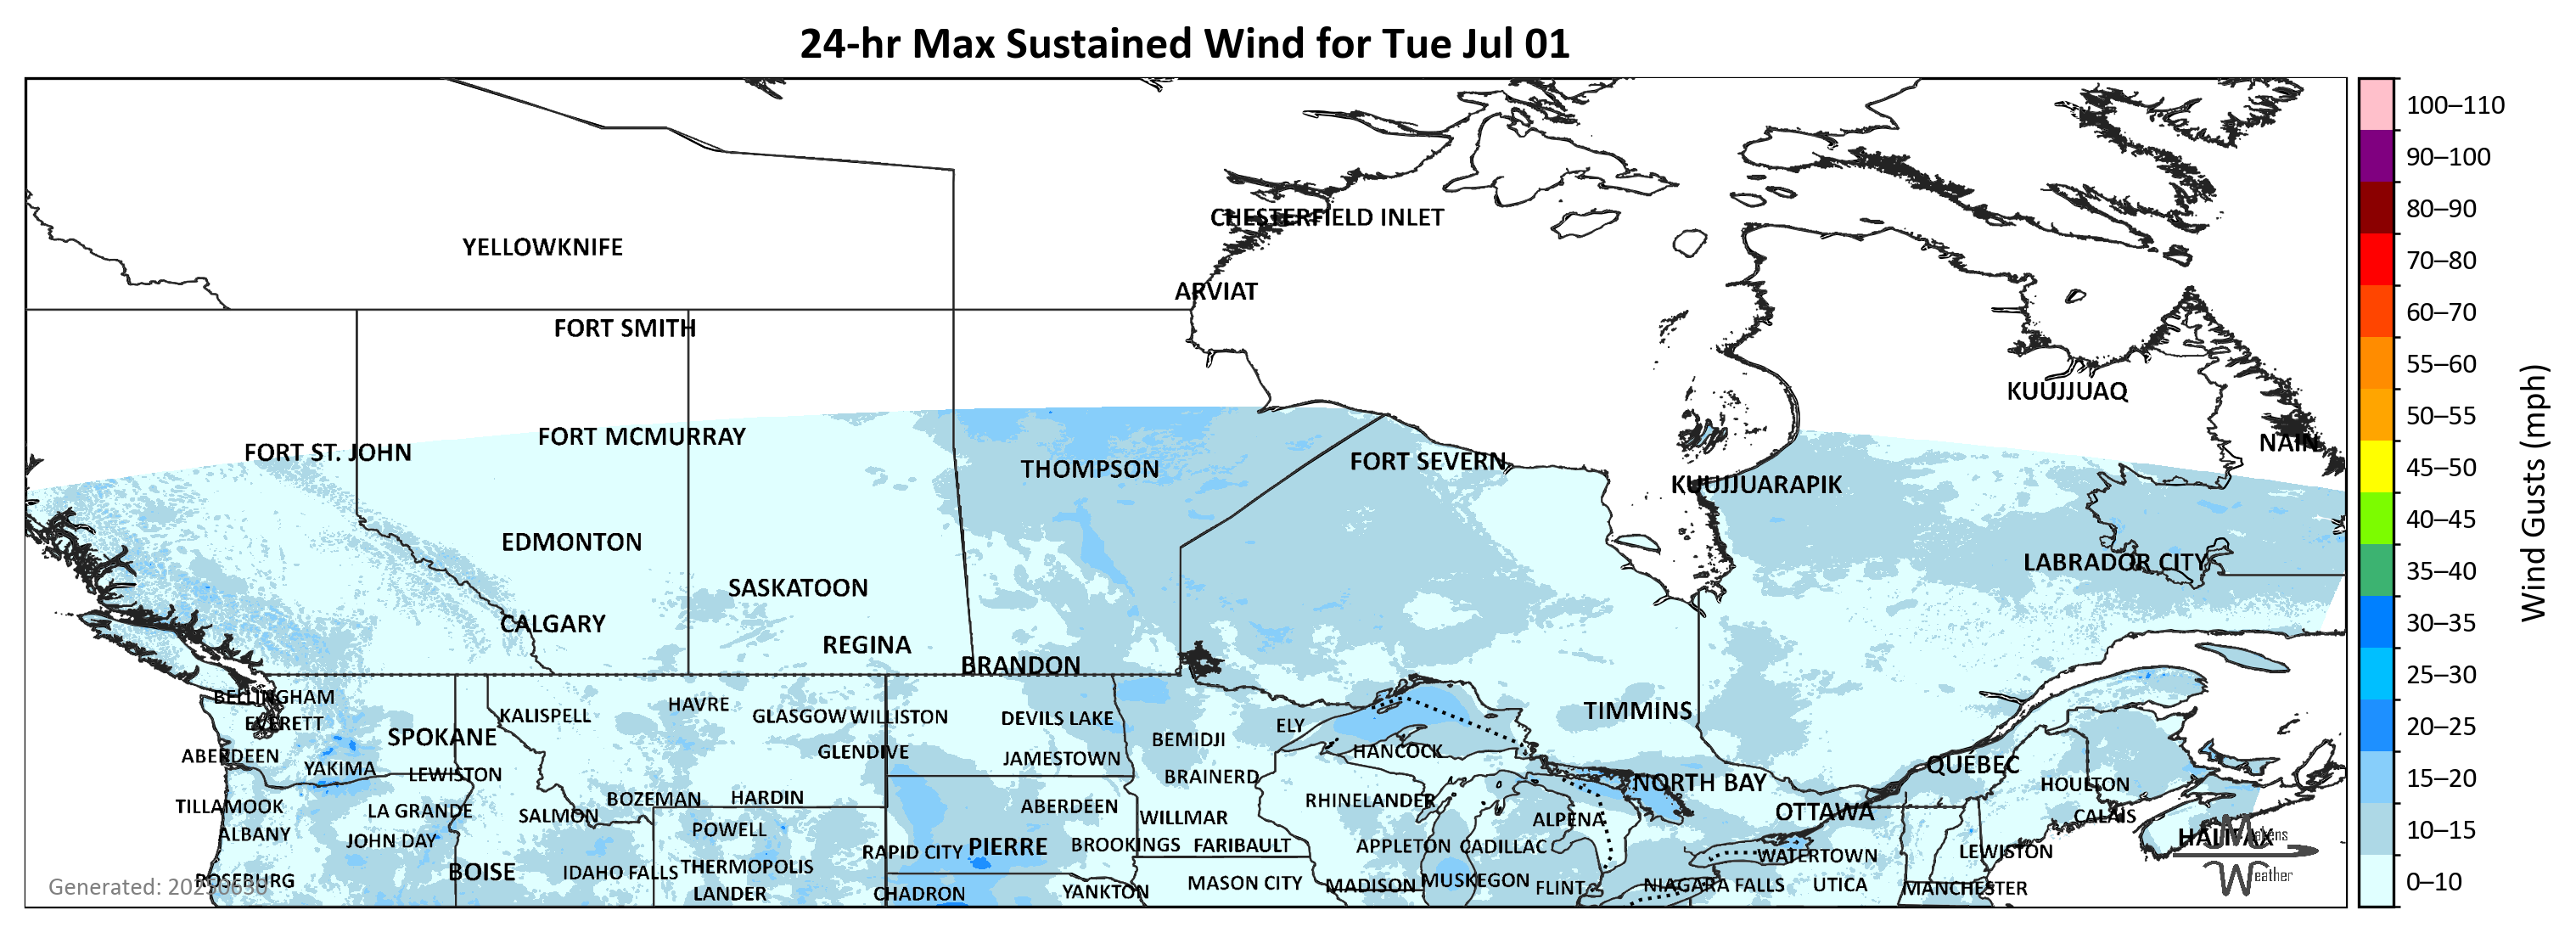 24-hr Max Sustained Wind for Tue Jul 01
100–110
90–100
80–90
70–80
60–70
55–60
50–55
45–50
40–45
35–40
30–35
25–30
20–25
15–20
10–15
0–10
Wind Gusts (mph)
CHESTERFIELD INLET
YELLOWKNIFE
ARVIAT
FORT SMITH
KUUJJUAQ
FORT MCMURRAY
NAIN
FORT ST. JOHN
FORT SEVERN
THOMPSON
KUUJJUARAPIK
EDMONTON
LABRADOR CITY
SASKATOON
CALGARY
REGINA
BRANDON
BELLINGHAM
HAVRE
TIMMINS
KALISPELL
GLASGOW
WILLISTON
DEVILS LAKE
EVERETT
ELY
SPOKANE
BEMIDJI
HANCOCK
GLENDIVE
ABERDEEN
JAMESTOWN
QUÉBEC
YAKIMA
LEWISTON
BRAINERD
NORTH BAY
HOULTON
BOZEMAN
HARDIN
RHINELANDER
TILLAMOOK
ABERDEEN
LA GRANDE
OTTAWA
SALMON
WILLMAR
CALAIS
ALPENA
POWELL
ALBANY
HALIFAX
JOHN DAY
BROOKINGS
FARIBAULT
APPLETON
CADILLAC
PIERRE
RAPID CITY
LEWISTON
WATERTOWN
THERMOPOLIS
BOISE
IDAHO FALLS
ROSEBURG
MUSKEGON
MASON CITY
MADISON
NIAGARA FALLS
UTICA
FLINT
MANCHESTER
YANKTON
CHADRON
LANDER
Generated: 20250630
Weather